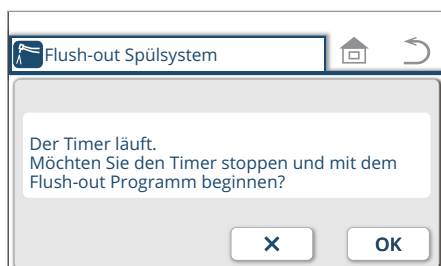 Flush-out Spülsystem
Der Timer läuft.
Möchten Sie den Timer stoppen und mit dem
Flush-out Programm beginnen?
OK